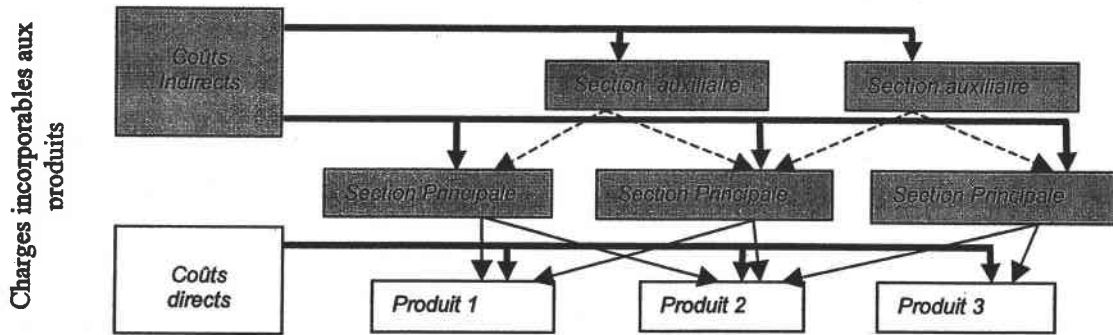 Charges incorporables aux
produits
Coûts
Indirects
Section auxiliaire
Section auxiliaire
Section Principale
Section Principale
Section Principale
Coûts
directs
Produit 1
Produit 2
Produit 3